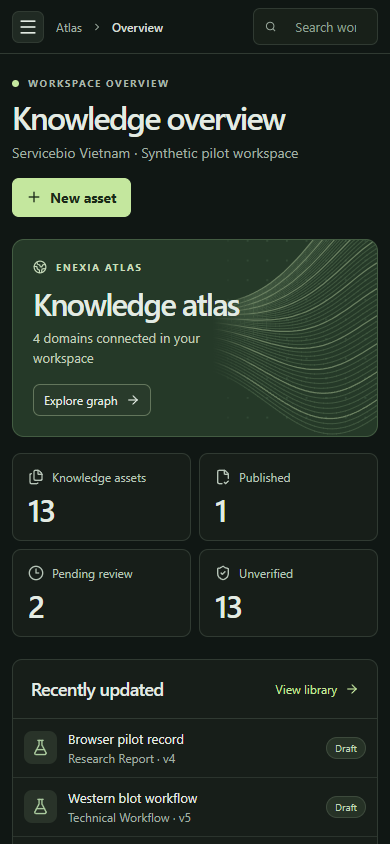 Atlas > Overview
Search
WORKSPACE OVERVIEW
Knowledge overview
Servicebio Vietnam · Synthetic pilot workspace
+ New asset
ENEXIA ATLAS
Knowledge atlas
4 domains connected in your
workspace
Explore graph →
Knowledge assets
13
Published
1
Pending review
2
Unverified
13
Recently updated
View library →
Browser pilot record
Research Report · v4
Draft
Western blot workflow
Technical Workflow · v5
Draft